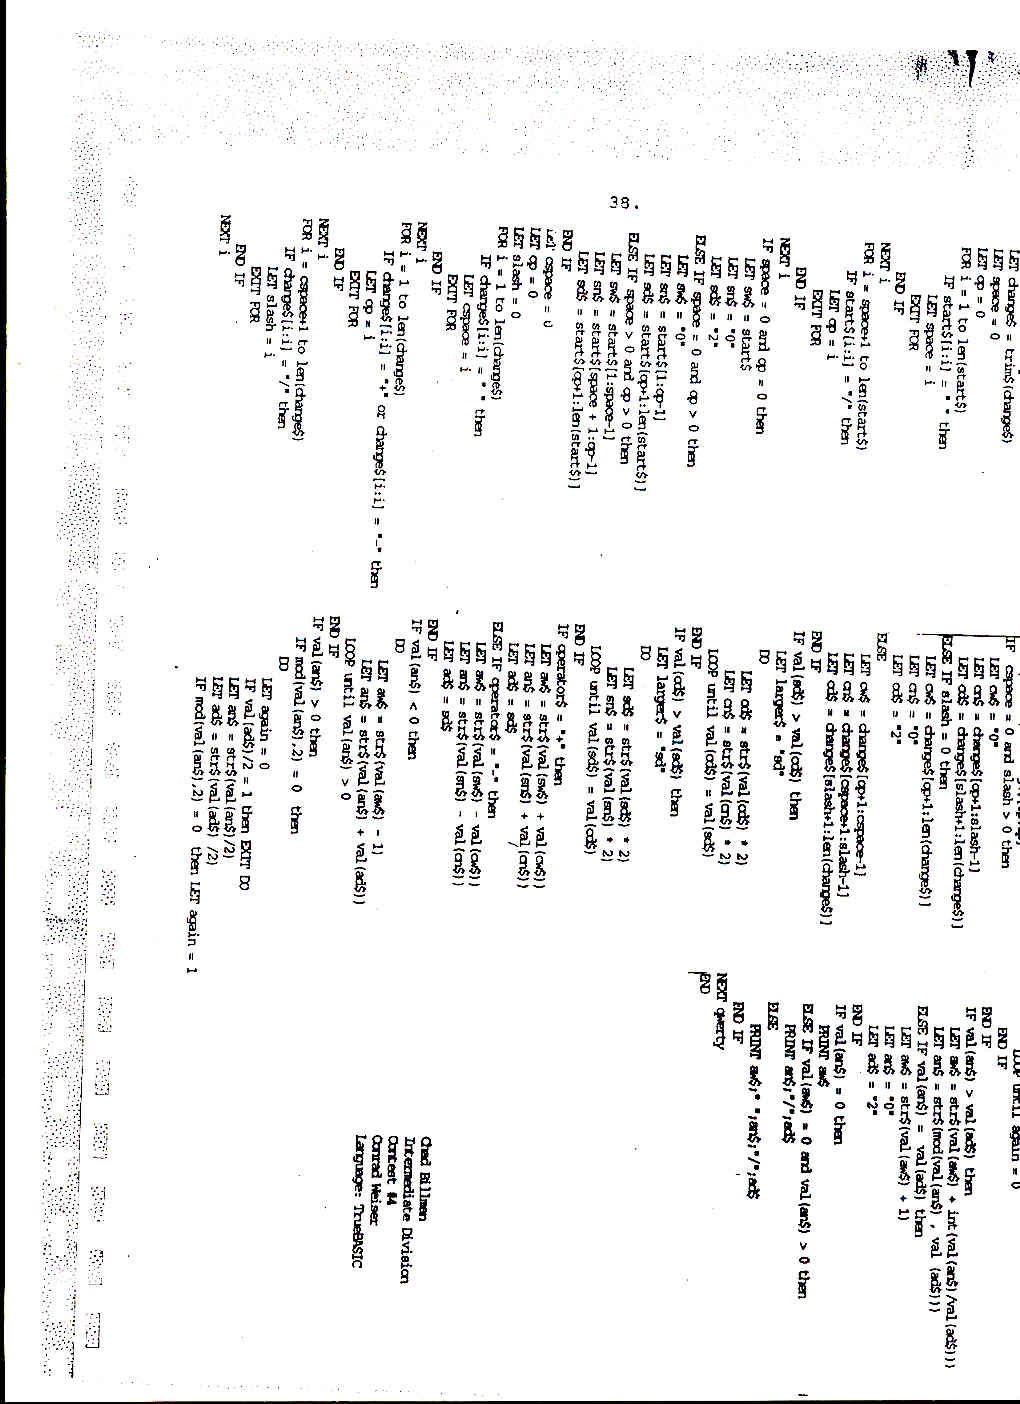 38.
LET change$ = trim$(change$)
LET space = 0
LET op = 0
FOR i = 1 to len(start$)
IF start$[i:i] = " " then
LET space = i
EXIT FOR
END IF
NEXT i
FOR i = space+1 to len(start$)
IF start$[i:i] = "/" then
LET op = i
EXIT FOR
END IF
NEXT i
IF space = 0 and op = 0 then
LET sw$ = start$
LET sn$ = "0"
LET sd$ = "2"
ELSE IF space = 0 and op > 0 then
LET sw$ = "0"
LET sn$ = start$[1:op-1]
LET sd$ = start$[op+1:len(start$)]
ELSE IF space > 0 and op > 0 then
LET sw$ = start$[1:space-1]
LET sn$ = start$[space + 1:op-1]
LET sd$ = start$[op+1:len(start$)]
END IF
LET cspace = 0
LET op = 0
LET slash = 0
FOR i = 1 to len(change$)
IF change$[i:i] = " " then
LET cspace = i
EXIT FOR
END IF
NEXT i
FOR i = 1 to len(change$)
IF change$[i:i] = "+" or change$[i:i] = "-" then
LET op = i
EXIT FOR
END IF
NEXT i
FOR i = cspace+1 to len(change$)
IF change$[i:i] = "/" then
LET slash = i
EXIT FOR
END IF
NEXT i
IF cspace = 0 and slash > 0 then
LET cw$ = "0"
LET cn$ = change$[op+1:slash-1]
LET cd$ = change$[slash+1:len(change$)]
ELSE IF slash = 0 then
LET cw$ = change$[op+1:len(change$)]
LET cn$ = "0"
LET cd$ = "2"
ELSE
LET cw$ = change$[op+1:cspace-1]
LET cn$ = change$[cspace+1:slash-1]
LET cd$ = change$[slash+1:len(change$)]
END IF
IF val(sd$) > val(cd$) then
LET larger$ = "sd"
DO
LET cd$ = str$(val(cd$) * 2)
LET cn$ = str$(val(cn$) * 2)
LOOP until val(cd$) = val(sd$)
END IF
IF val(cd$) > val(sd$) then
LET larger$ = "sd"
DO
LET sd$ = str$(val(sd$) * 2)
LET sn$ = str$(val(sn$) * 2)
LOOP until val(sd$) = val(cd$)
END IF
IF operator$ = "+" then
LET aw$ = str$(val(sw$) + val(cw$))
LET an$ = str$(val(sn$) + val(cn$))
LET ad$ = sd$
ELSE IF operator$ = "-" then
LET aw$ = str$(val(sw$) - val(cw$))
LET an$ = str$(val(sn$) - val(cn$))
LET ad$ = sd$
END IF
IF val(an$) < 0 then
DO
LET aw$ = str$(val(aw$) - 1)
LET an$ = str$(val(an$) + val(ad$))
LOOP until val(an$) > 0
END IF
IF val(an$) > 0 then
IF mod(val(an$),2) = 0 then
DO
LET again = 0
IF val(ad$)/2 = 1 then EXIT DO
LET an$ = str$(val(an$)/2)
LET ad$ = str$(val(ad$)/2)
IF mod(val(an$),2) = 0 then LET again = 1
LOOP until again = 0
END IF
END IF
IF val(an$) > val(ad$) then
LET aw$ = str$(val(aw$) + int(val(an$)/val(ad$)))
LET an$ = str$(mod(val(an$) , val (ad$)))
ELSE IF val(an$) = val(ad$) then
LET aw$ = str$(val(aw$) + 1)
LET an$ = "0"
LET ad$ = "2"
END IF
IF val(an$) = 0 then
PRINT aw$
ELSE IF val(aw$) = 0 and val(an$) > 0 then
PRINT an$;"/";ad$
ELSE
PRINT aw$;" ";an$;"/";ad$
END IF
NEXT qwerty
END
Chad Billman
Intermediate Division
Contest #4
Conrad Weiser
Language: TrueBASIC